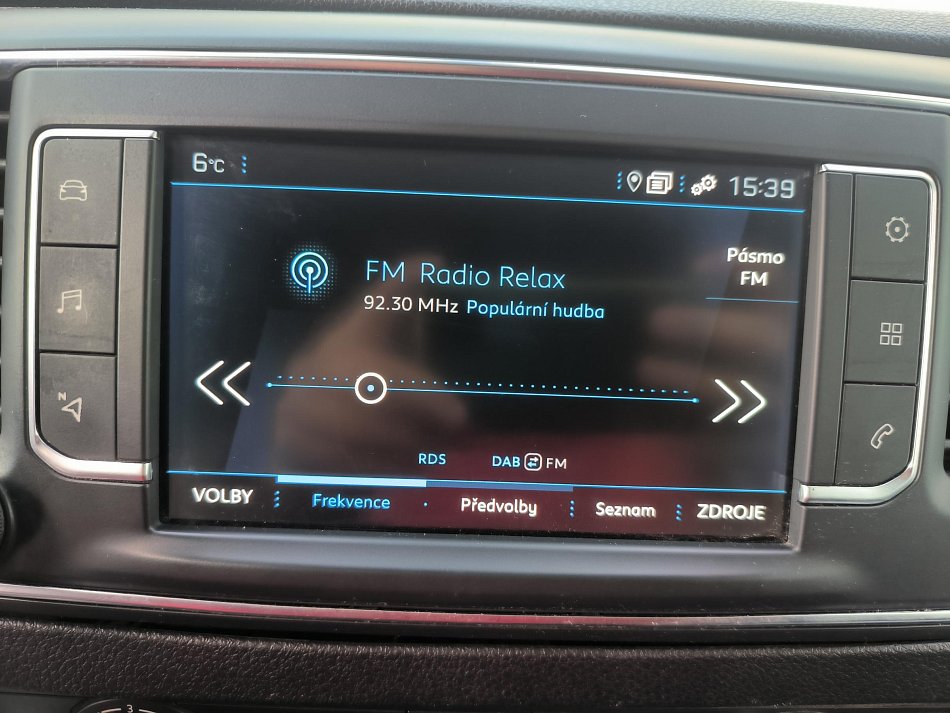 6°C
15:39
FM Radio Relax
92.30 MHz Populární hudba
Pásmo
FM
N
RDS
DAB FM
VOLBY Frekvence Předvolby Seznam ZDROJE
3